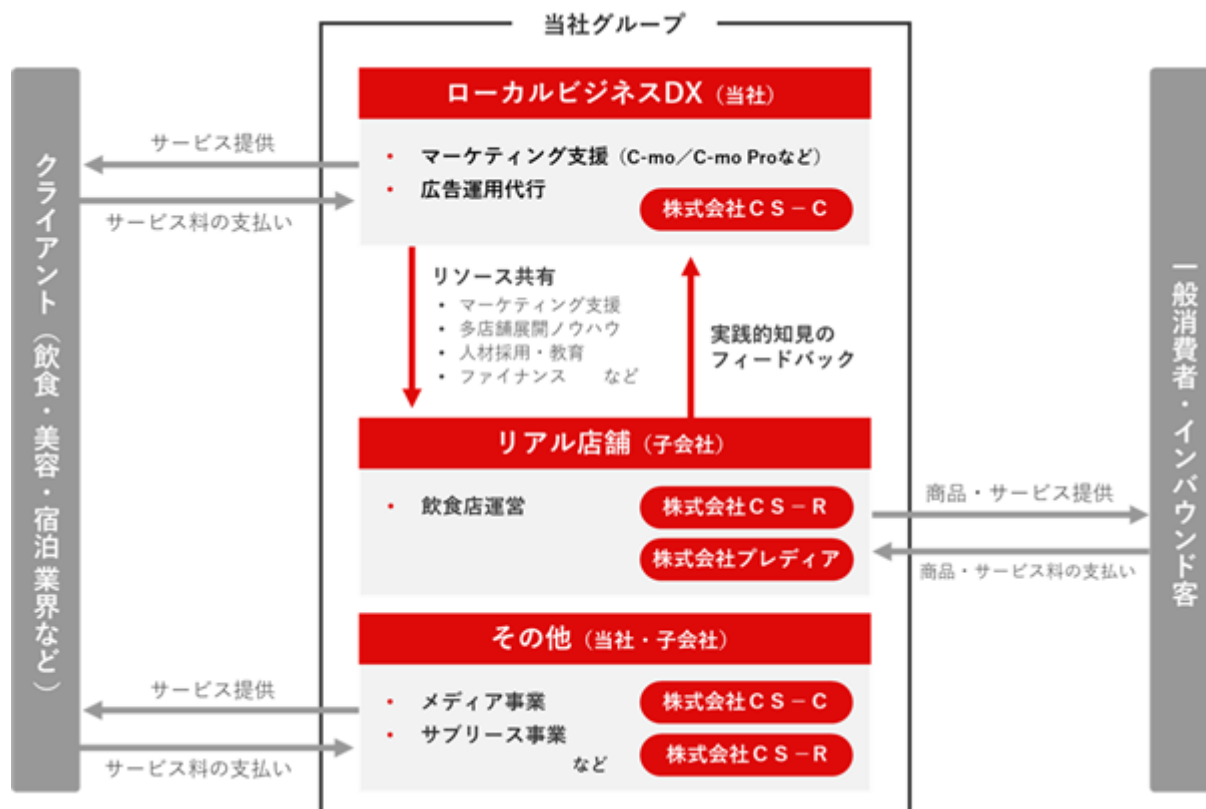 当社グループ
クライアント（飲食・美容・宿泊業界など）
サービス提供
サービス料の支払い
ローカルビジネスDX（当社）
・ マーケティング支援（C-mo／C-mo Proなど）
・ 広告運用代行
株式会社CS－C
リソース共有
・ マーケティング支援
・ 多店舗展開ノウハウ
・ 人材採用・教育
・ ファイナンス　など
実践的知見の
フィードバック
リアル店舗（子会社）
・ 飲食店運営
株式会社CS－R
株式会社プレディア
商品・サービス提供
商品・サービス料の支払い
一般消費者・インバウンド客
その他（当社・子会社）
サービス提供
サービス料の支払い
・ メディア事業
・ サブリース事業
など
株式会社CS－C
株式会社CS－R